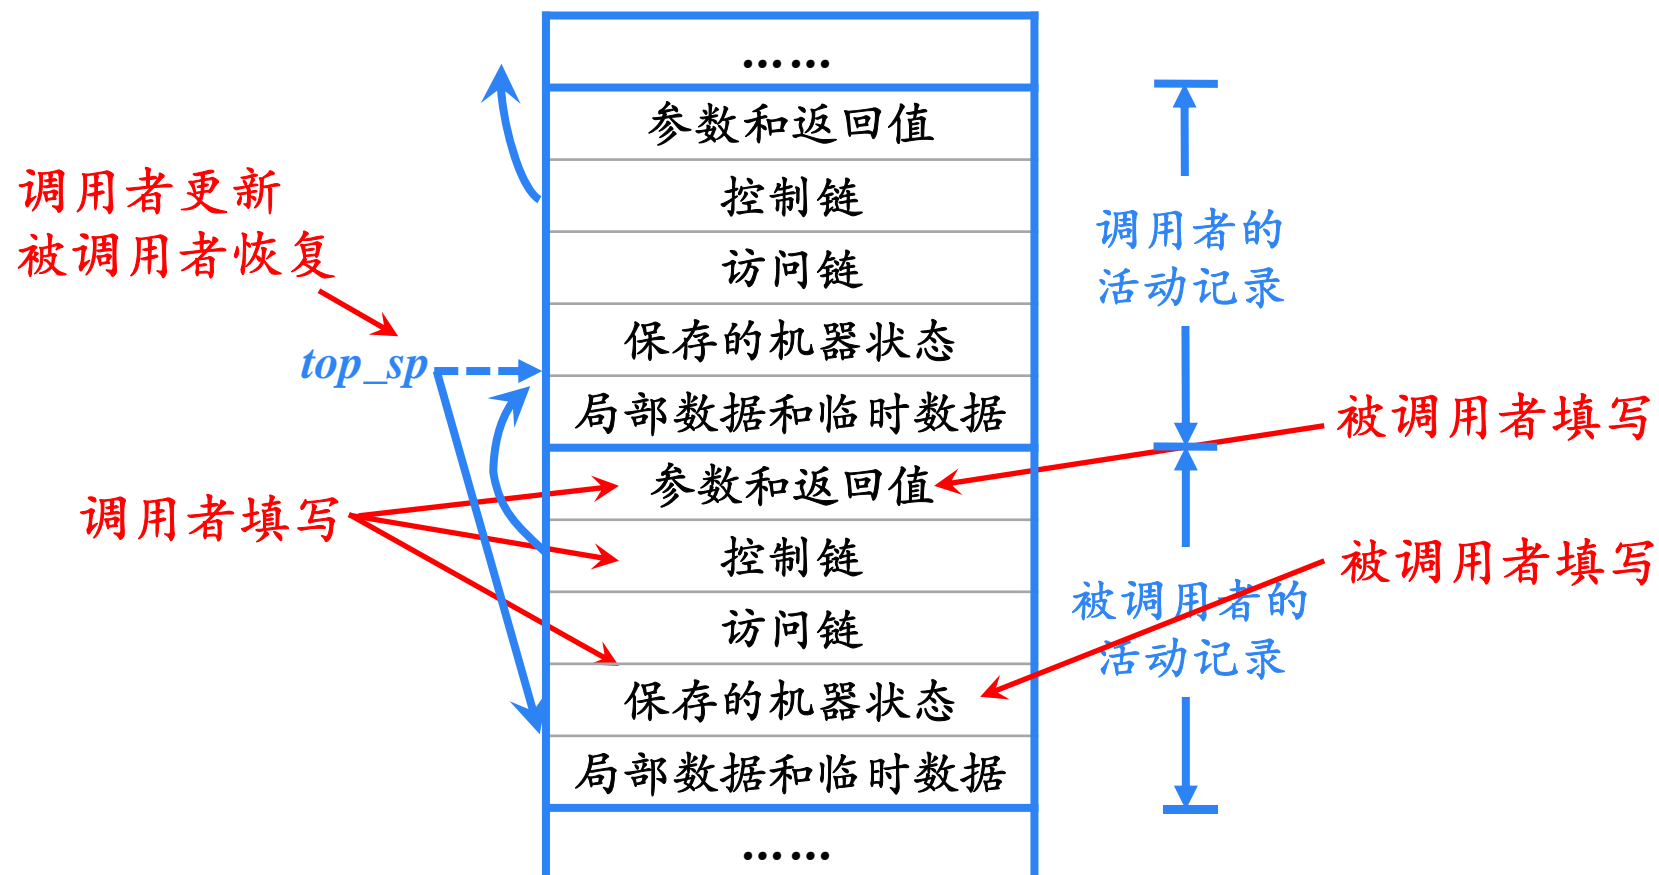 ……
参数和返回值
控制链
访问链
保存的机器状态
局部数据和临时数据
参数和返回值
控制链
访问链
保存的机器状态
局部数据和临时数据
……
调用者更新
被调用者恢复
top_sp
调用者填写
调用者的
活动记录
被调用者填写
被调用者填写
被调用者的
活动记录